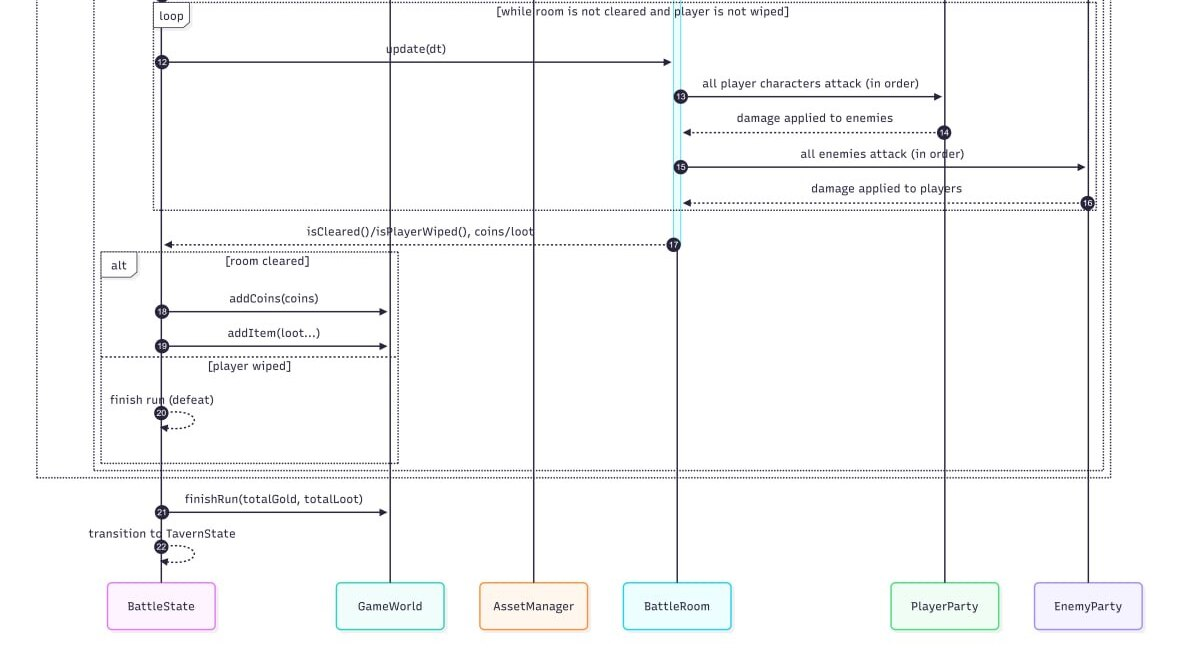 loop
[while room is not cleared and player is not wiped]
update(dt)
12
all player characters attack (in order)
13
damage applied to enemies
14
all enemies attack (in order)
15
damage applied to players
16
isCleared()/isPlayerWiped(), coins/loot
17
alt
[room cleared]
addCoins(coins)
18
addItem(loot...)
19
[player wiped]
finish run (defeat)
20
finishRun(totalGold, totalLoot)
21
transition to TavernState
22
BattleState
GameWorld
AssetManager
BattleRoom
PlayerParty
EnemyParty